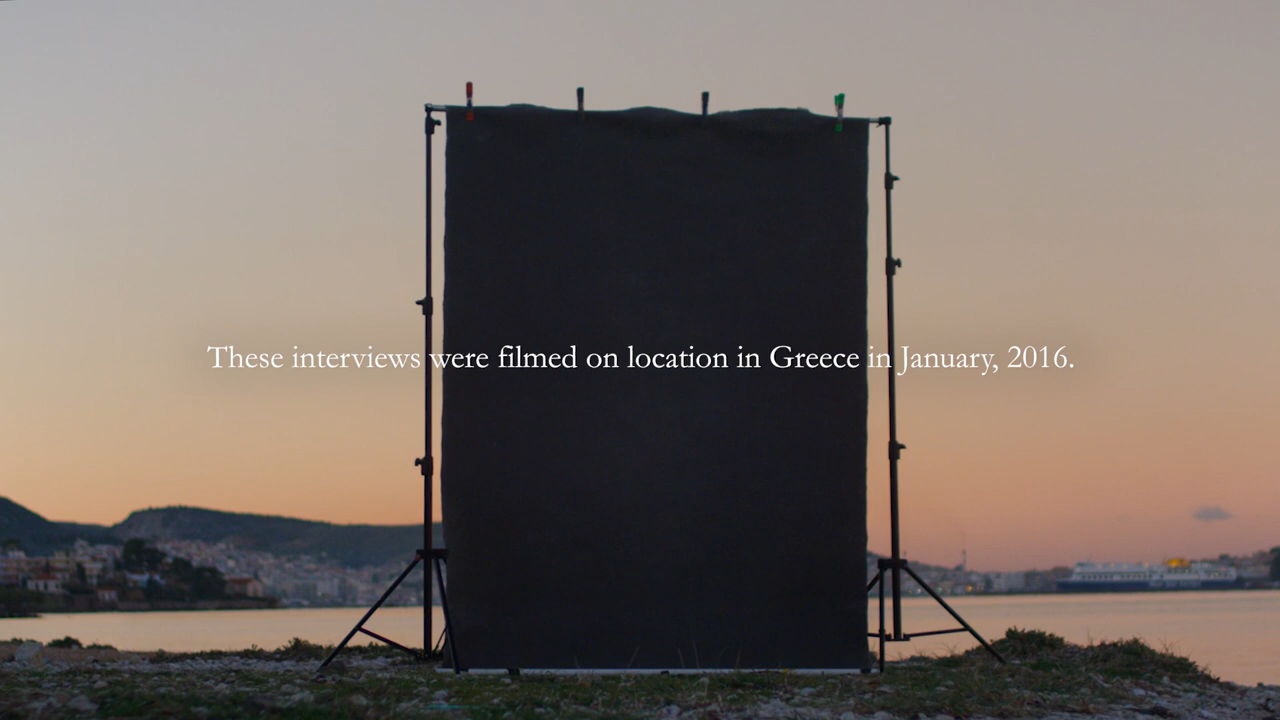 These interviews were filmed on location in Greece in January, 2016.